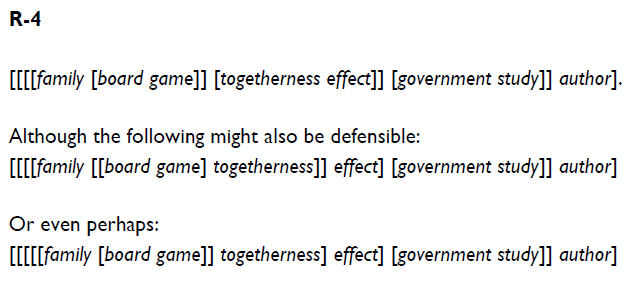 R-4
[[[[family [board game]] [togetherness effect]] [government study]] author].
Although the following might also be defensible:
[[[[family [[board game] togetherness]] effect] [government study]] author]
Or even perhaps:
[[[[[family [board game]] togetherness] effect] [government study]] author]